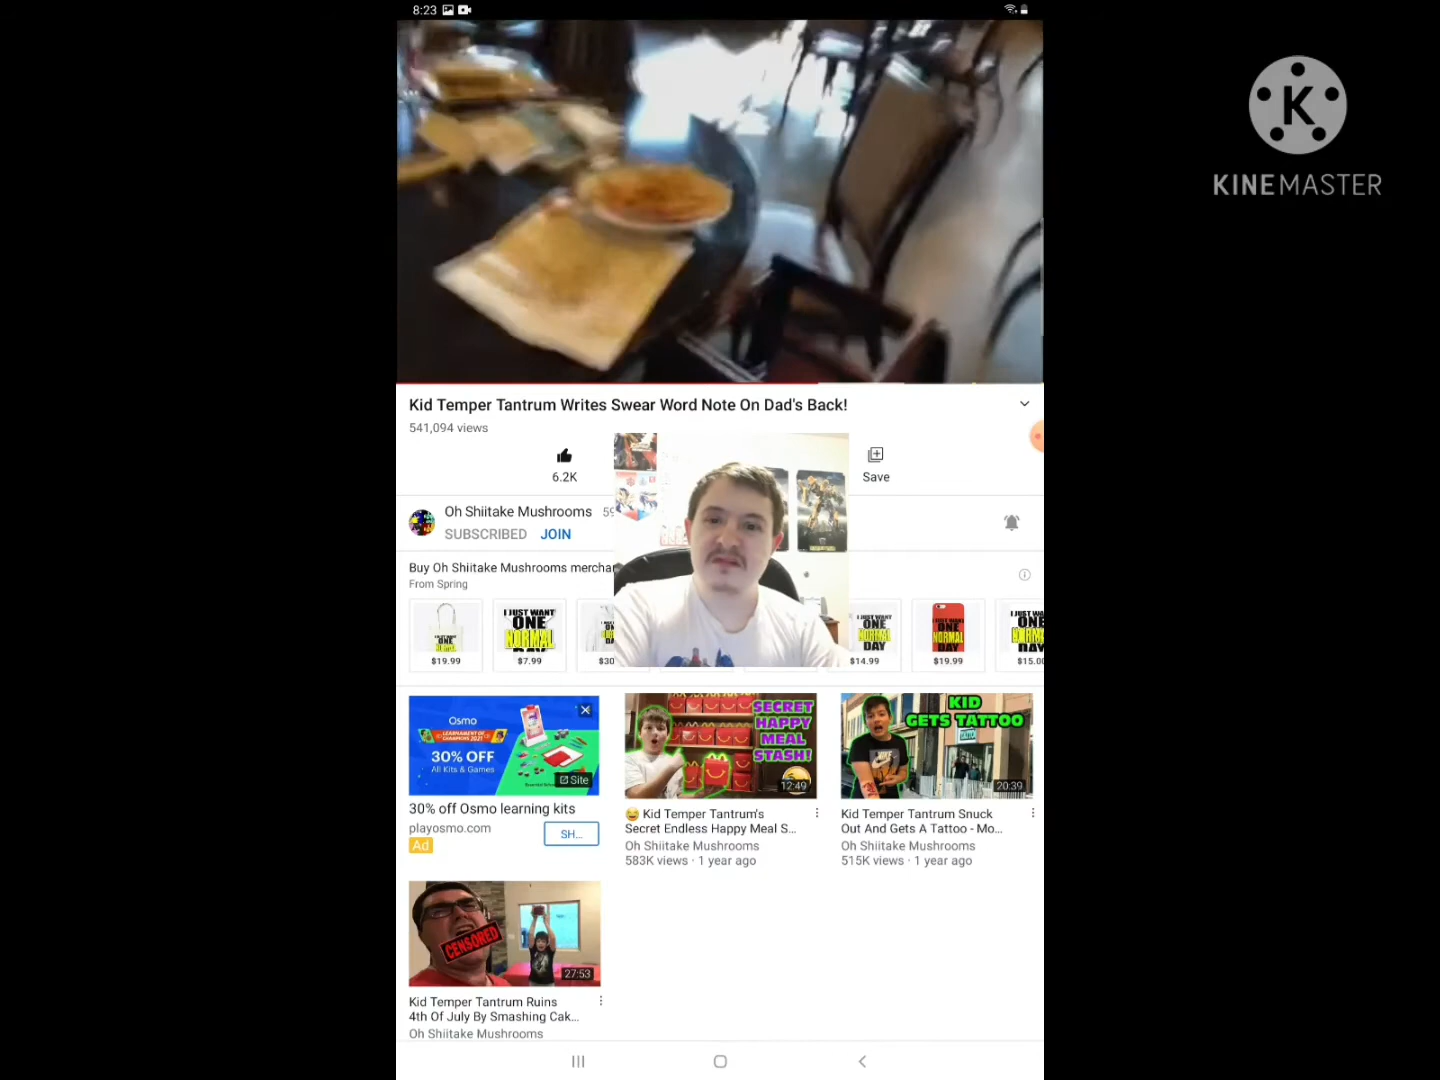 8:23
KINEMASTER
Kid Temper Tantrum Writes Swear Word Note On Dad's Back!
541,094 views
6.2K
Save
Oh Shiitake Mushrooms 59
SUBSCRIBED JOIN
Buy Oh Shiitake Mushrooms mercha
From Spring
I JUST WANT
ONE
NORMAL
DAY
$19.99
$7.99
$30
$14.99
$19.99
$15.00
Osmo
30% OFF
All Kits & Games
Site
30% off Osmo learning kits
playosmo.com
SH...
Ad
SECRET
HAPPY
MEAL
STASH!
12:49
😂 Kid Temper Tantrum's
Secret Endless Happy Meal S...
Oh Shiitake Mushrooms
583K views · 1 year ago
KID
GETS TATTOO
20:39
Kid Temper Tantrum Snuck
Out And Gets A Tattoo - Mo...
Oh Shiitake Mushrooms
515K views · 1 year ago
CENSORED
27:53
Kid Temper Tantrum Ruins
4th Of July By Smashing Cak...
Oh Shiitake Mushrooms